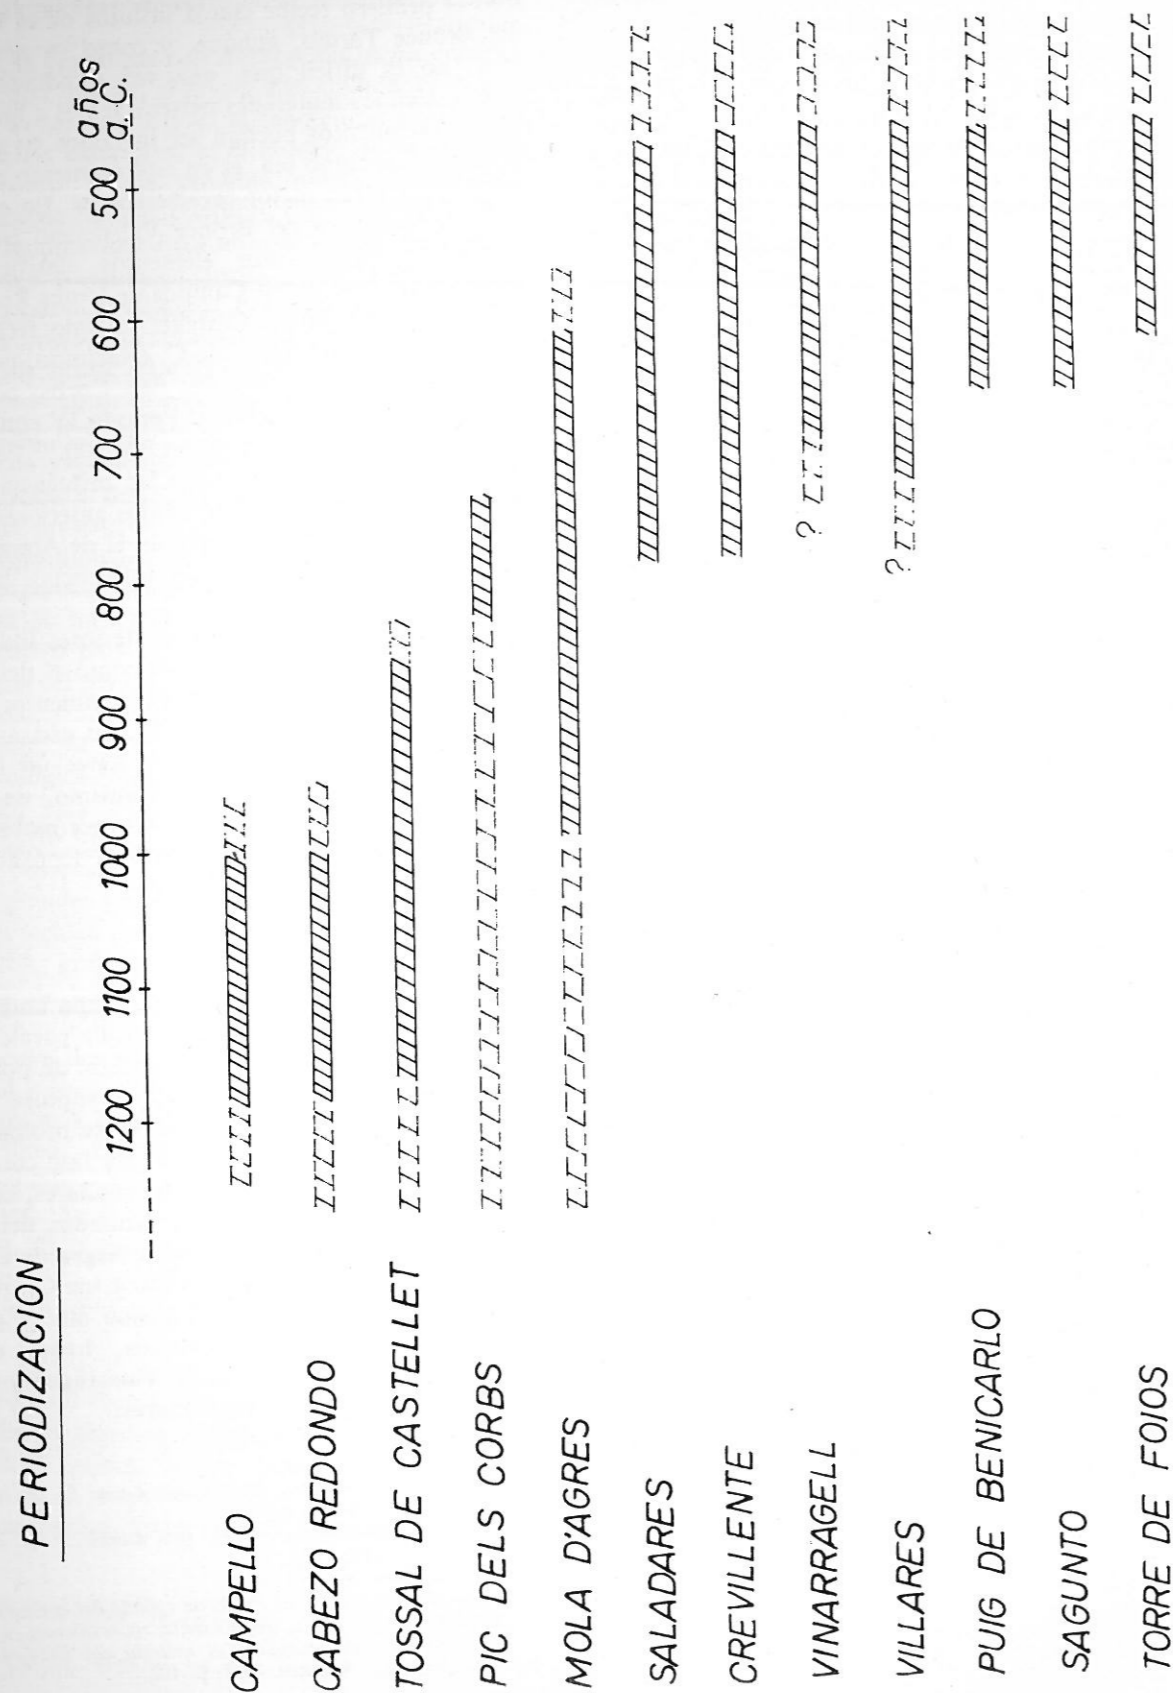 PERIODIZACION
1200 1100 1000 900 800 700 600 500 años
a.C.
CAMPELLO
CABEZO REDONDO
TOSSAL DE CASTELLET
PIC DELS CORBS
MOLA D'AGRES
SALADARES
CREVILLENTE
VINARRAGELL ?
VILLARES ?
PUIG DE BENICARLO
SAGUNTO
TORRE DE FOIOS